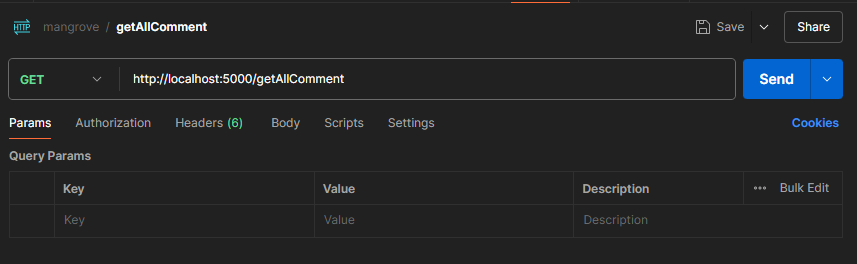 HTTP mangrove / getAllComment Save Share
GET http://localhost:5000/getAllComment Send
Params Authorization Headers (6) Body Scripts Settings Cookies
Query Params
Key Value Description ••• Bulk Edit
Key Value Description